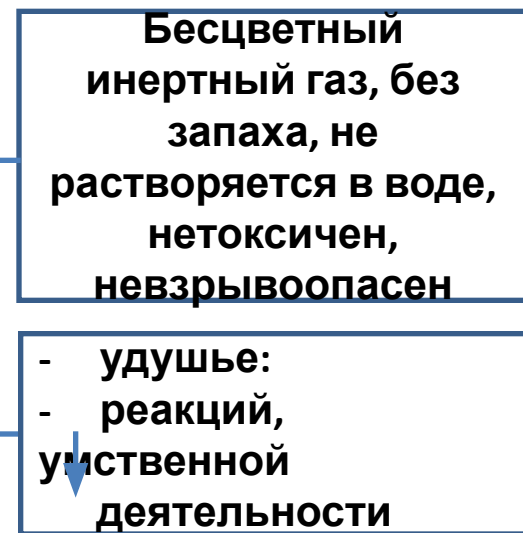 Бесцветный
инертный газ, без
запаха, не
растворяется в воде,
нетоксичен,
невзрывоопасен
- удушье:
- реакций,
умственной
деятельности